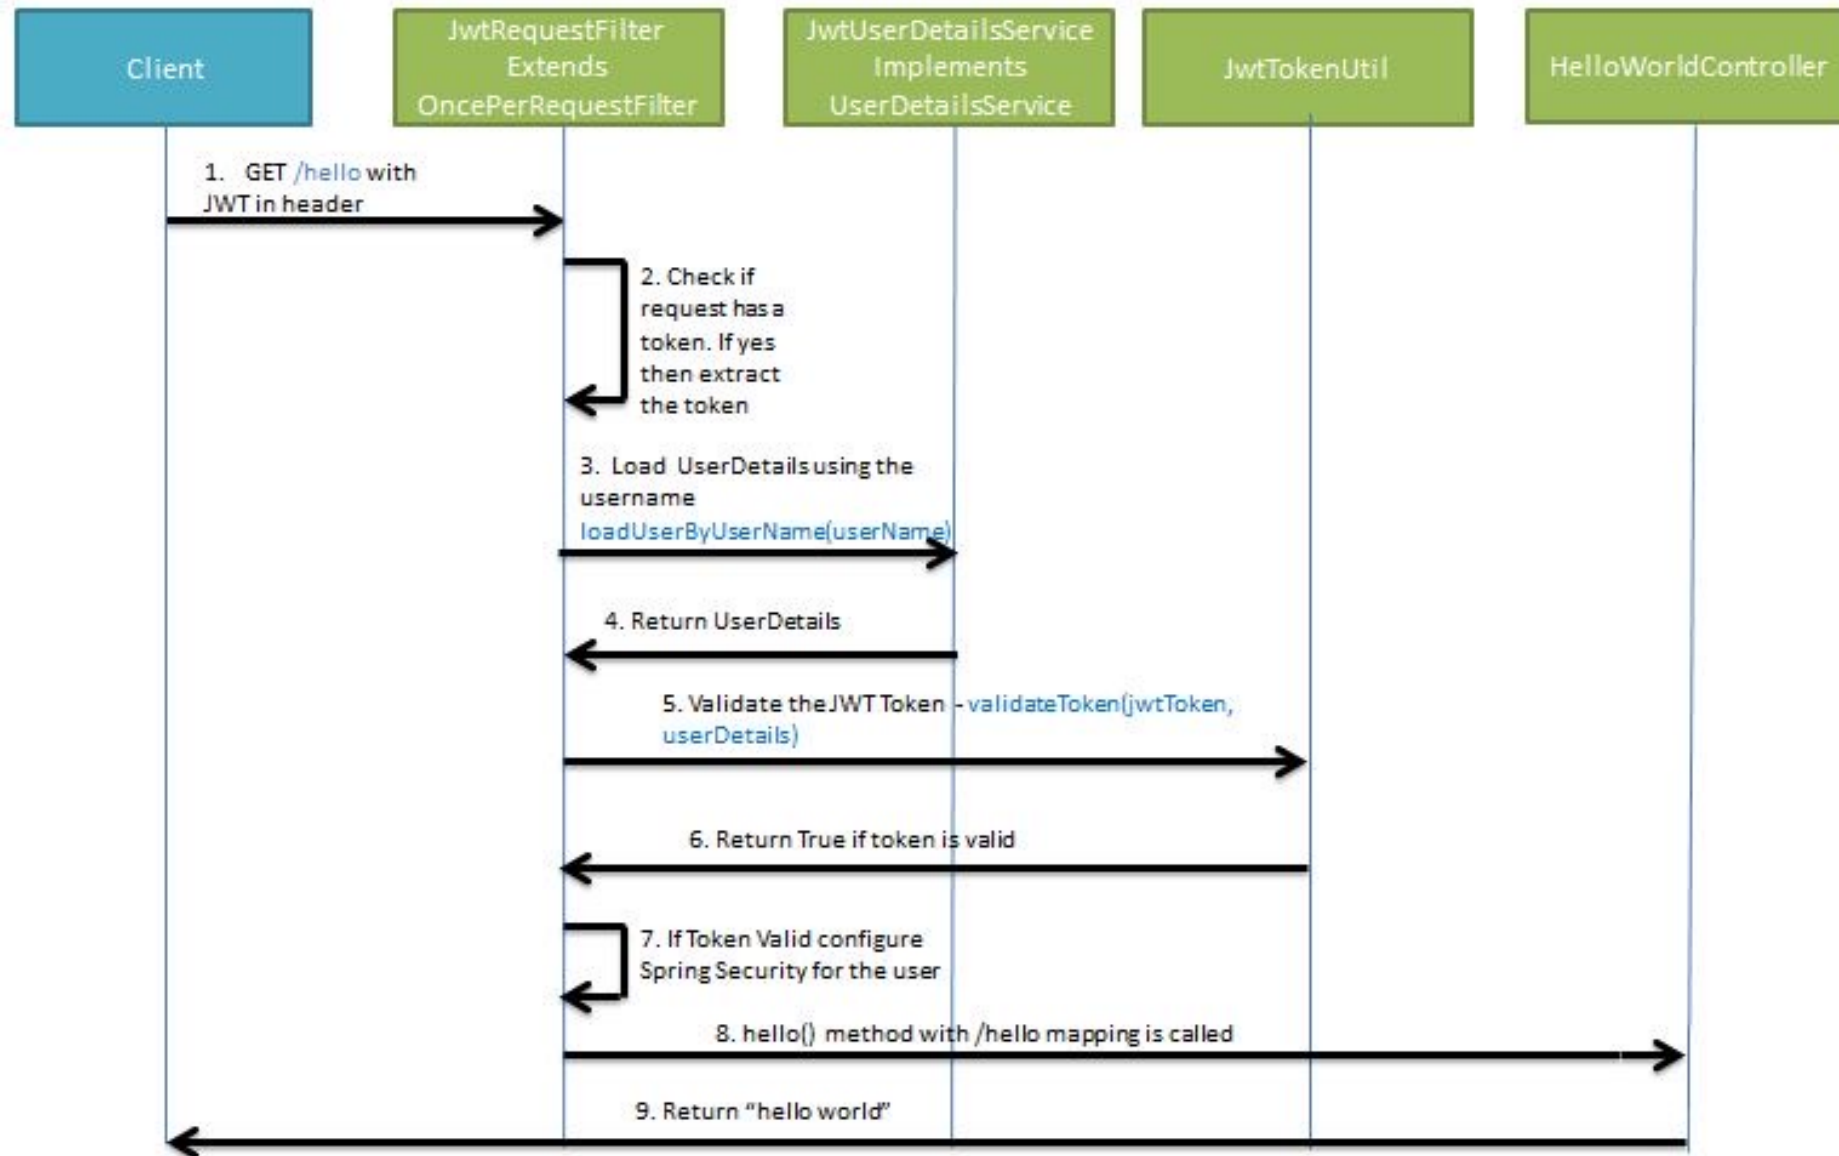 Client
JwtRequestFilter
Extends
OncePerRequestFilter
JwtUserDetailsService
Implements
UserDetailsService
JwtTokenUtil
HelloWorldController
1. GET /hello with
JWT in header
2. Check if
request has a
token. If yes
then extract
the token
3. Load UserDetails using the
username
loadUserByUserName(userName)
4. Return UserDetails
5. Validate the JWT Token - validateToken(jwtToken,
userDetails)
6. Return True if token is valid
7. If Token Valid configure
Spring Security for the user
8. hello() method with /hello mapping is called
9. Return “hello world”